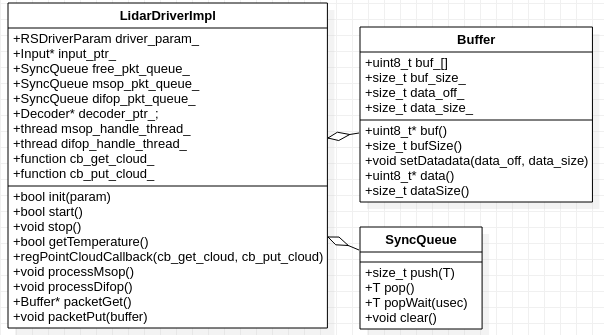 LidarDriverImpl
+RSDriverParam driver_param_
+Input* input_ptr_
+SyncQueue free_pkt_queue_
+SyncQueue msop_pkt_queue_
+SyncQueue difop_pkt_queue_
+Decoder* decoder_ptr_;
+thread msop_handle_thread_
+thread difop_handle_thread_
+function cb_get_cloud_
+function cb_put_cloud_
+bool init(param)
+bool start()
+void stop()
+bool getTemperature()
+regPointCloudCallback(cb_get_cloud, cb_put_cloud)
+void processMsop()
+void processDifop()
+Buffer* packetGet()
+void packetPut(buffer)
Buffer
+uint8_t buf_[]
+size_t buf_size_
+size_t data_off_
+size_t data_size_
+uint8_t* buf()
+size_t bufSize()
+void setDatadata(data_off, data_size)
+uint8_t* data()
+size_t dataSize()
SyncQueue
+size_t push(T)
+T pop()
+T popWait(usec)
+void clear()